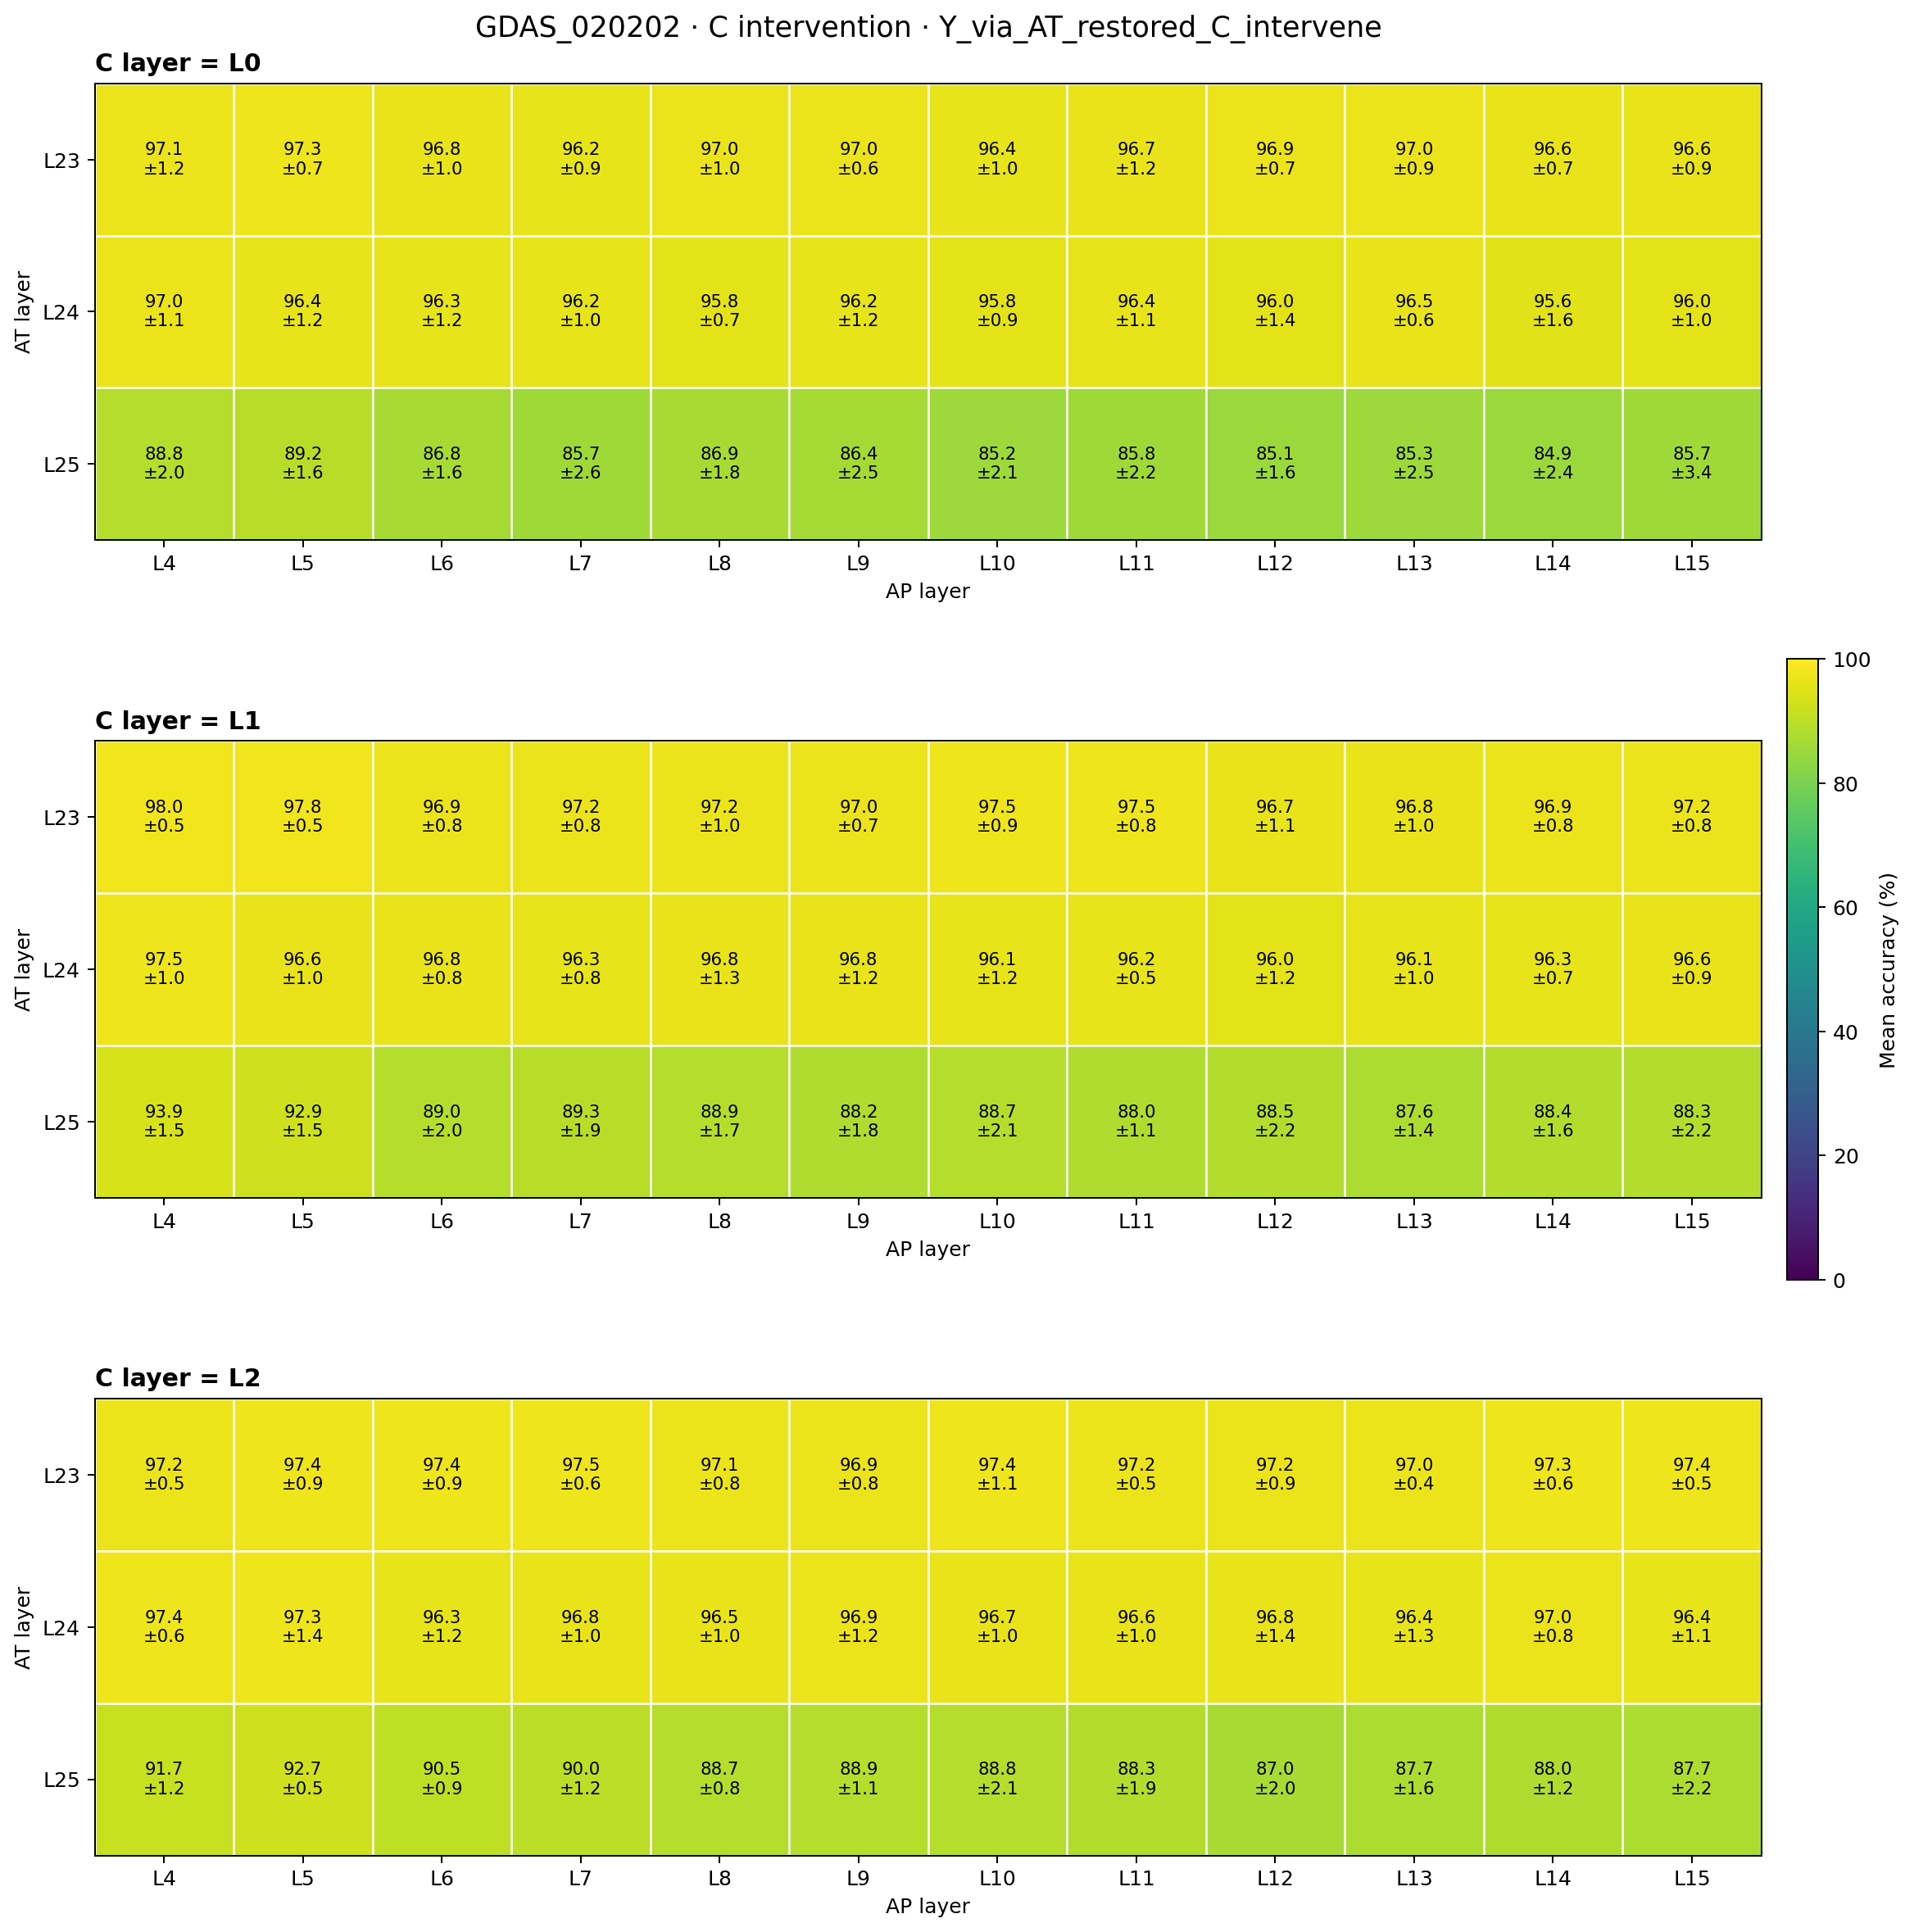 GDAS_020202 · C intervention · Y_via_AT_restored_C_intervene
C layer = L0
97.1 97.3 96.8 96.2 97.0 97.0 96.4 96.7 96.9 97.0 96.6 96.6
L23
±1.2 ±0.7 ±1.0 ±0.9 ±1.0 ±0.6 ±1.0 ±1.2 ±0.7 ±0.9 ±0.7 ±0.9
97.0 96.4 96.3 96.2 95.8 96.2 95.8 96.4 96.0 96.5 95.6 96.0
L24
±1.1 ±1.2 ±1.2 ±1.0 ±0.7 ±1.2 ±0.9 ±1.1 ±1.4 ±0.6 ±1.6 ±1.0
AT layer
88.8 89.2 86.8 85.7 86.9 86.4 85.2 85.8 85.1 85.3 84.9 85.7
L25
±2.0 ±1.6 ±1.6 ±2.6 ±1.8 ±2.5 ±2.1 ±2.2 ±1.6 ±2.5 ±2.4 ±3.4
L4 L5 L6 L7 L8 L9 L10 L11 L12 L13 L14 L15
AP layer
C layer = L1
98.0 97.8 96.9 97.2 97.2 97.0 97.5 97.5 96.7 96.8 96.9 97.2
L23
±0.5 ±0.5 ±0.8 ±0.8 ±1.0 ±0.7 ±0.9 ±0.8 ±1.1 ±1.0 ±0.8 ±0.8
97.5 96.6 96.8 96.3 96.8 96.8 96.1 96.2 96.0 96.1 96.3 96.6
L24
±1.0 ±1.0 ±0.8 ±0.8 ±1.3 ±1.2 ±1.2 ±0.5 ±1.2 ±1.0 ±0.7 ±0.9
AT layer
93.9 92.9 89.0 89.3 88.9 88.2 88.7 88.0 88.5 87.6 88.4 88.3
L25
±1.5 ±1.5 ±2.0 ±1.9 ±1.7 ±1.8 ±2.1 ±1.1 ±2.2 ±1.4 ±1.6 ±2.2
L4 L5 L6 L7 L8 L9 L10 L11 L12 L13 L14 L15
AP layer
100
80
60
40
20
0
Mean accuracy (%)
C layer = L2
97.2 97.4 97.4 97.5 97.1 96.9 97.4 97.2 97.2 97.0 97.3 97.4
L23
±0.5 ±0.9 ±0.9 ±0.6 ±0.8 ±0.8 ±1.1 ±0.5 ±0.9 ±0.4 ±0.6 ±0.5
97.4 97.3 96.3 96.8 96.5 96.9 96.7 96.6 96.8 96.4 97.0 96.4
L24
±0.6 ±1.4 ±1.2 ±1.0 ±1.0 ±1.2 ±1.0 ±1.0 ±1.4 ±1.3 ±0.8 ±1.1
AT layer
91.7 92.7 90.5 90.0 88.7 88.9 88.8 88.3 87.0 87.7 88.0 87.7
L25
±1.2 ±0.5 ±0.9 ±1.2 ±0.8 ±1.1 ±2.1 ±1.9 ±2.0 ±1.6 ±1.2 ±2.2
L4 L5 L6 L7 L8 L9 L10 L11 L12 L13 L14 L15
AP layer